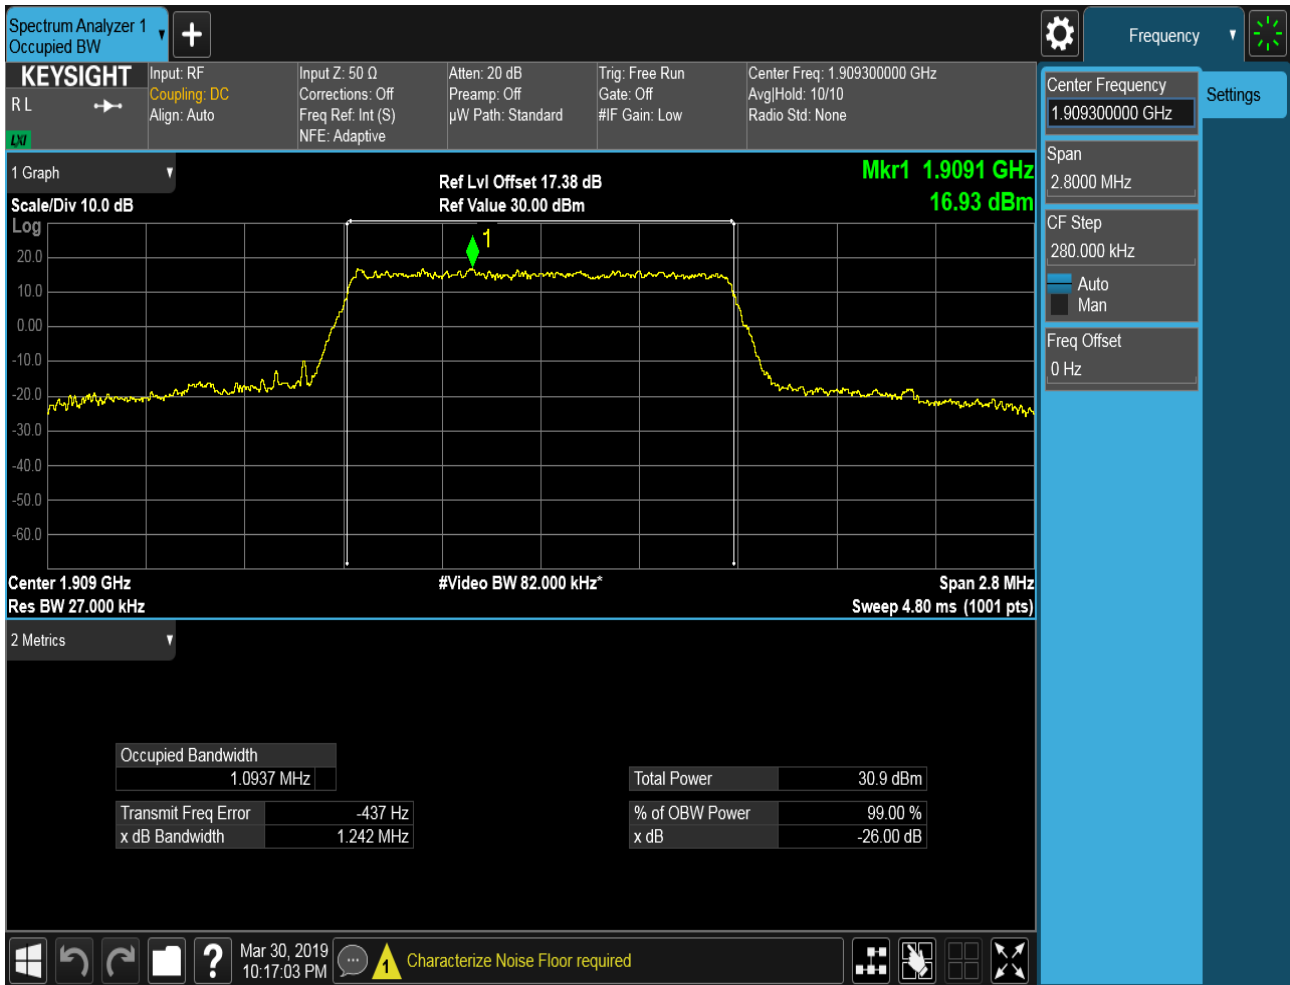 Spectrum Analyzer 1
Occupied BW
Frequency
KEYSIGHT
R L
LXI
Input: RF
Coupling: DC
Align: Auto
Input Z: 50 Ω
Corrections: Off
Freq Ref: Int (S)
NFE: Adaptive
Atten: 20 dB
Preamp: Off
µW Path: Standard
Trig: Free Run
Gate: Off
#IF Gain: Low
Center Freq: 1.909300000 GHz
Avg|Hold: 10/10
Radio Std: None
Center Frequency
1.909300000 GHz
Settings
Span
2.8000 MHz
CF Step
280.000 kHz
Auto
Man
Freq Offset
0 Hz
1 Graph
Scale/Div 10.0 dB
Ref Lvl Offset 17.38 dB
Ref Value 30.00 dBm
Mkr1 1.9091 GHz
16.93 dBm
Log
1
20.0
10.0
0.00
-10.0
-20.0
-30.0
-40.0
-50.0
-60.0
Center 1.909 GHz
#Video BW 82.000 kHz*
Span 2.8 MHz
Res BW 27.000 kHz
Sweep 4.80 ms (1001 pts)
2 Metrics
Occupied Bandwidth
1.0937 MHz
Total Power 30.9 dBm
Transmit Freq Error -437 Hz
% of OBW Power 99.00 %
x dB Bandwidth 1.242 MHz
x dB -26.00 dB
?
Mar 30, 2019
10:17:03 PM
1
Characterize Noise Floor required